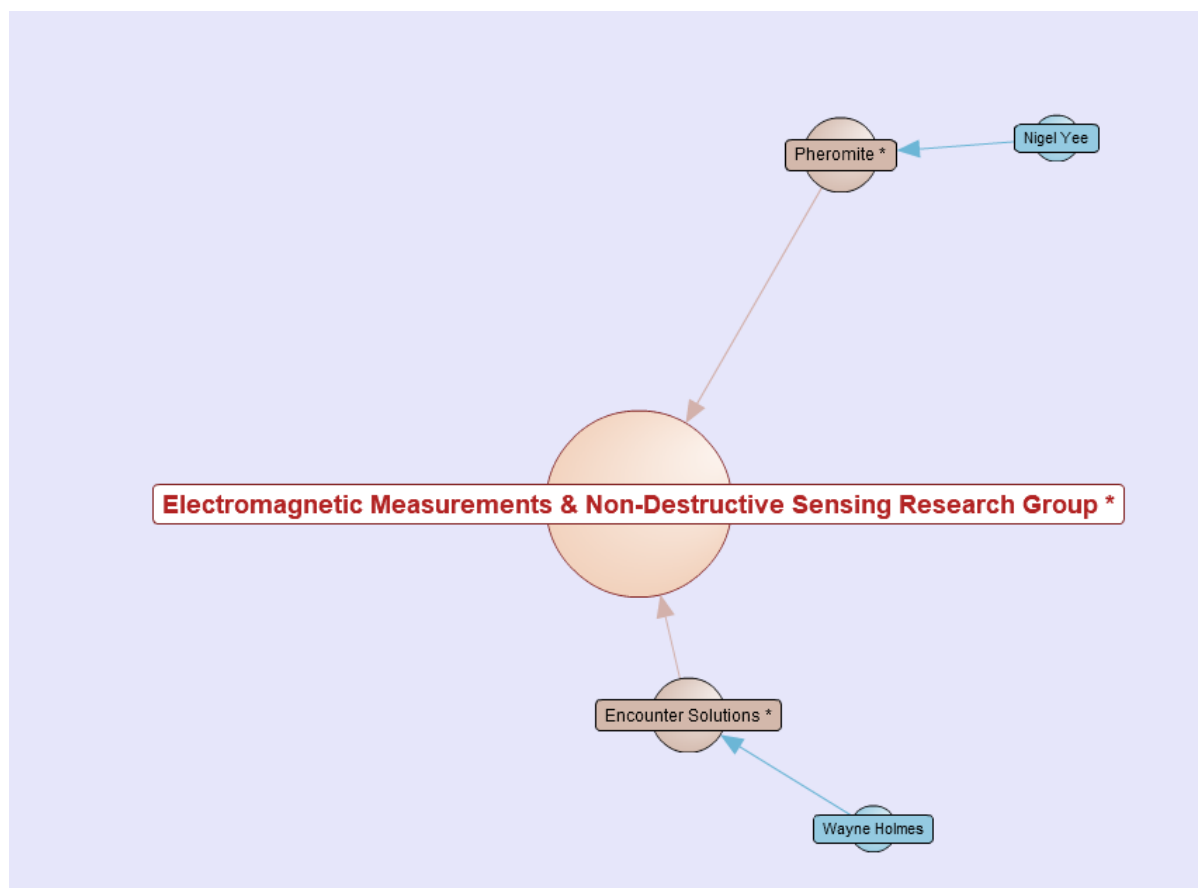 Nigel Yee
Pheromite *
Electromagnetic Measurements & Non-Destructive Sensing Research Group *
Encounter Solutions *
Wayne Holmes